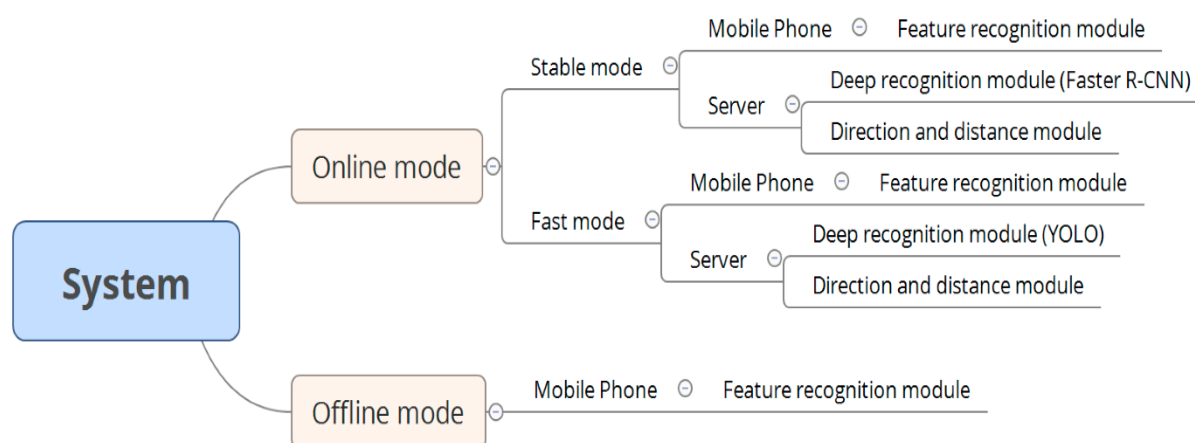 System
Online mode
Stable mode
Mobile Phone
Feature recognition module
Server
Deep recognition module (Faster R-CNN)
Direction and distance module
Fast mode
Mobile Phone
Feature recognition module
Server
Deep recognition module (YOLO)
Direction and distance module
Offline mode
Mobile Phone
Feature recognition module